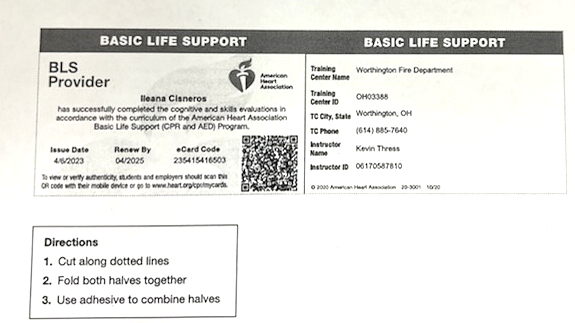 BASIC LIFE SUPPORT
BLS
Provider
American
Heart
Association
Ileana Cisneros
has successfully completed the cognitive and skills evaluations in
accordance with the curriculum of the American Heart Association
Basic Life Support (CPR and AED) Program.
Issue Date Renew By eCard Code
4/6/2023 04/2025 235415416503
To view or verify authenticity, students and employers should scan this
QR code with their mobile device or go to www.heart.org/cpr/mycards.
BASIC LIFE SUPPORT
Training
Center Name Worthington Fire Department
Training
Center ID OH03388
TC City, State Worthington, OH
TC Phone (614) 885-7640
Instructor
Name Kevin Thress
Instructor ID 06170587810
© 2020 American Heart Association 20-3001 10/20
Directions
1. Cut along dotted lines
2. Fold both halves together
3. Use adhesive to combine halves